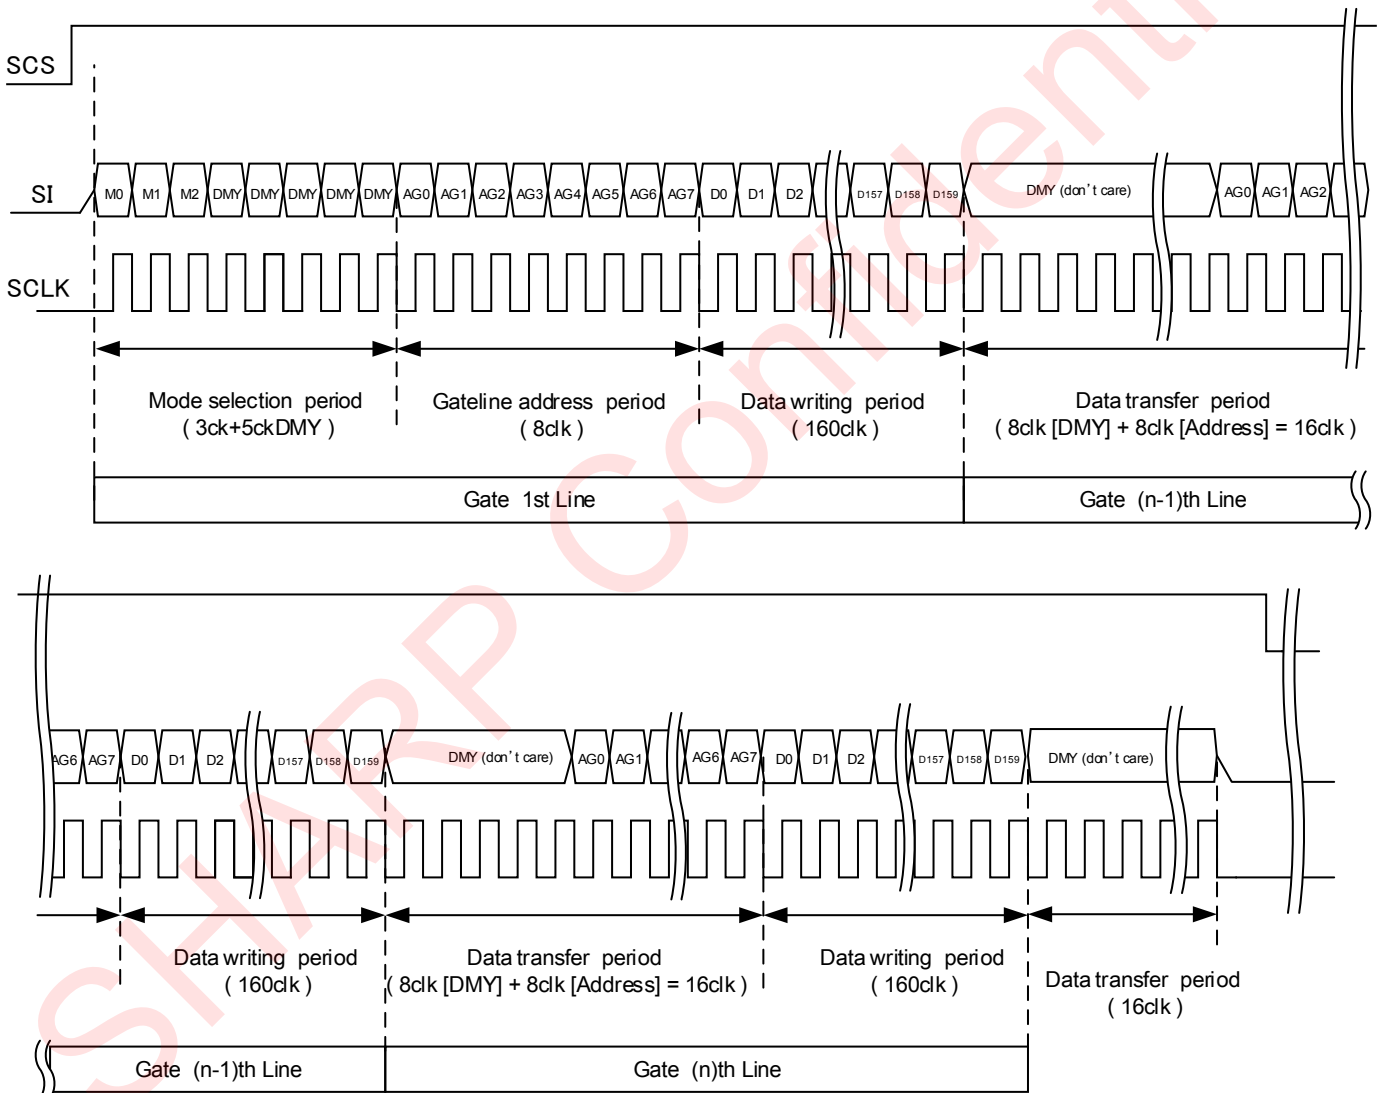 SHARP Confidenti
SCS
SI
M0 M1 M2 DMY DMY DMY DMY DMY AG0 AG1 AG2 AG3 AG4 AG5 AG6 AG7 D0 D1 D2 D157 D158 D159 DMY (don't care) AG0 AG1 AG2
SCLK
Mode selection period
( 3ck+5ckDMY )
Gateline address period
( 8clk )
Data writing period
( 160clk )
Data transfer period
( 8clk [DMY] + 8clk [Address] = 16clk )
Gate 1st Line
Gate (n-1)th Line
AG6 AG7 D0 D1 D2 D157 D158 D159 DMY (don't care) AG0 AG1 AG6 AG7 D0 D1 D2 D157 D158 D159 DMY (don't care)
Data writing period
( 160clk )
Data transfer period
( 8clk [DMY] + 8clk [Address] = 16clk )
Data writing period
( 160clk )
Data transfer period
( 16clk )
Gate (n-1)th Line
Gate (n)th Line